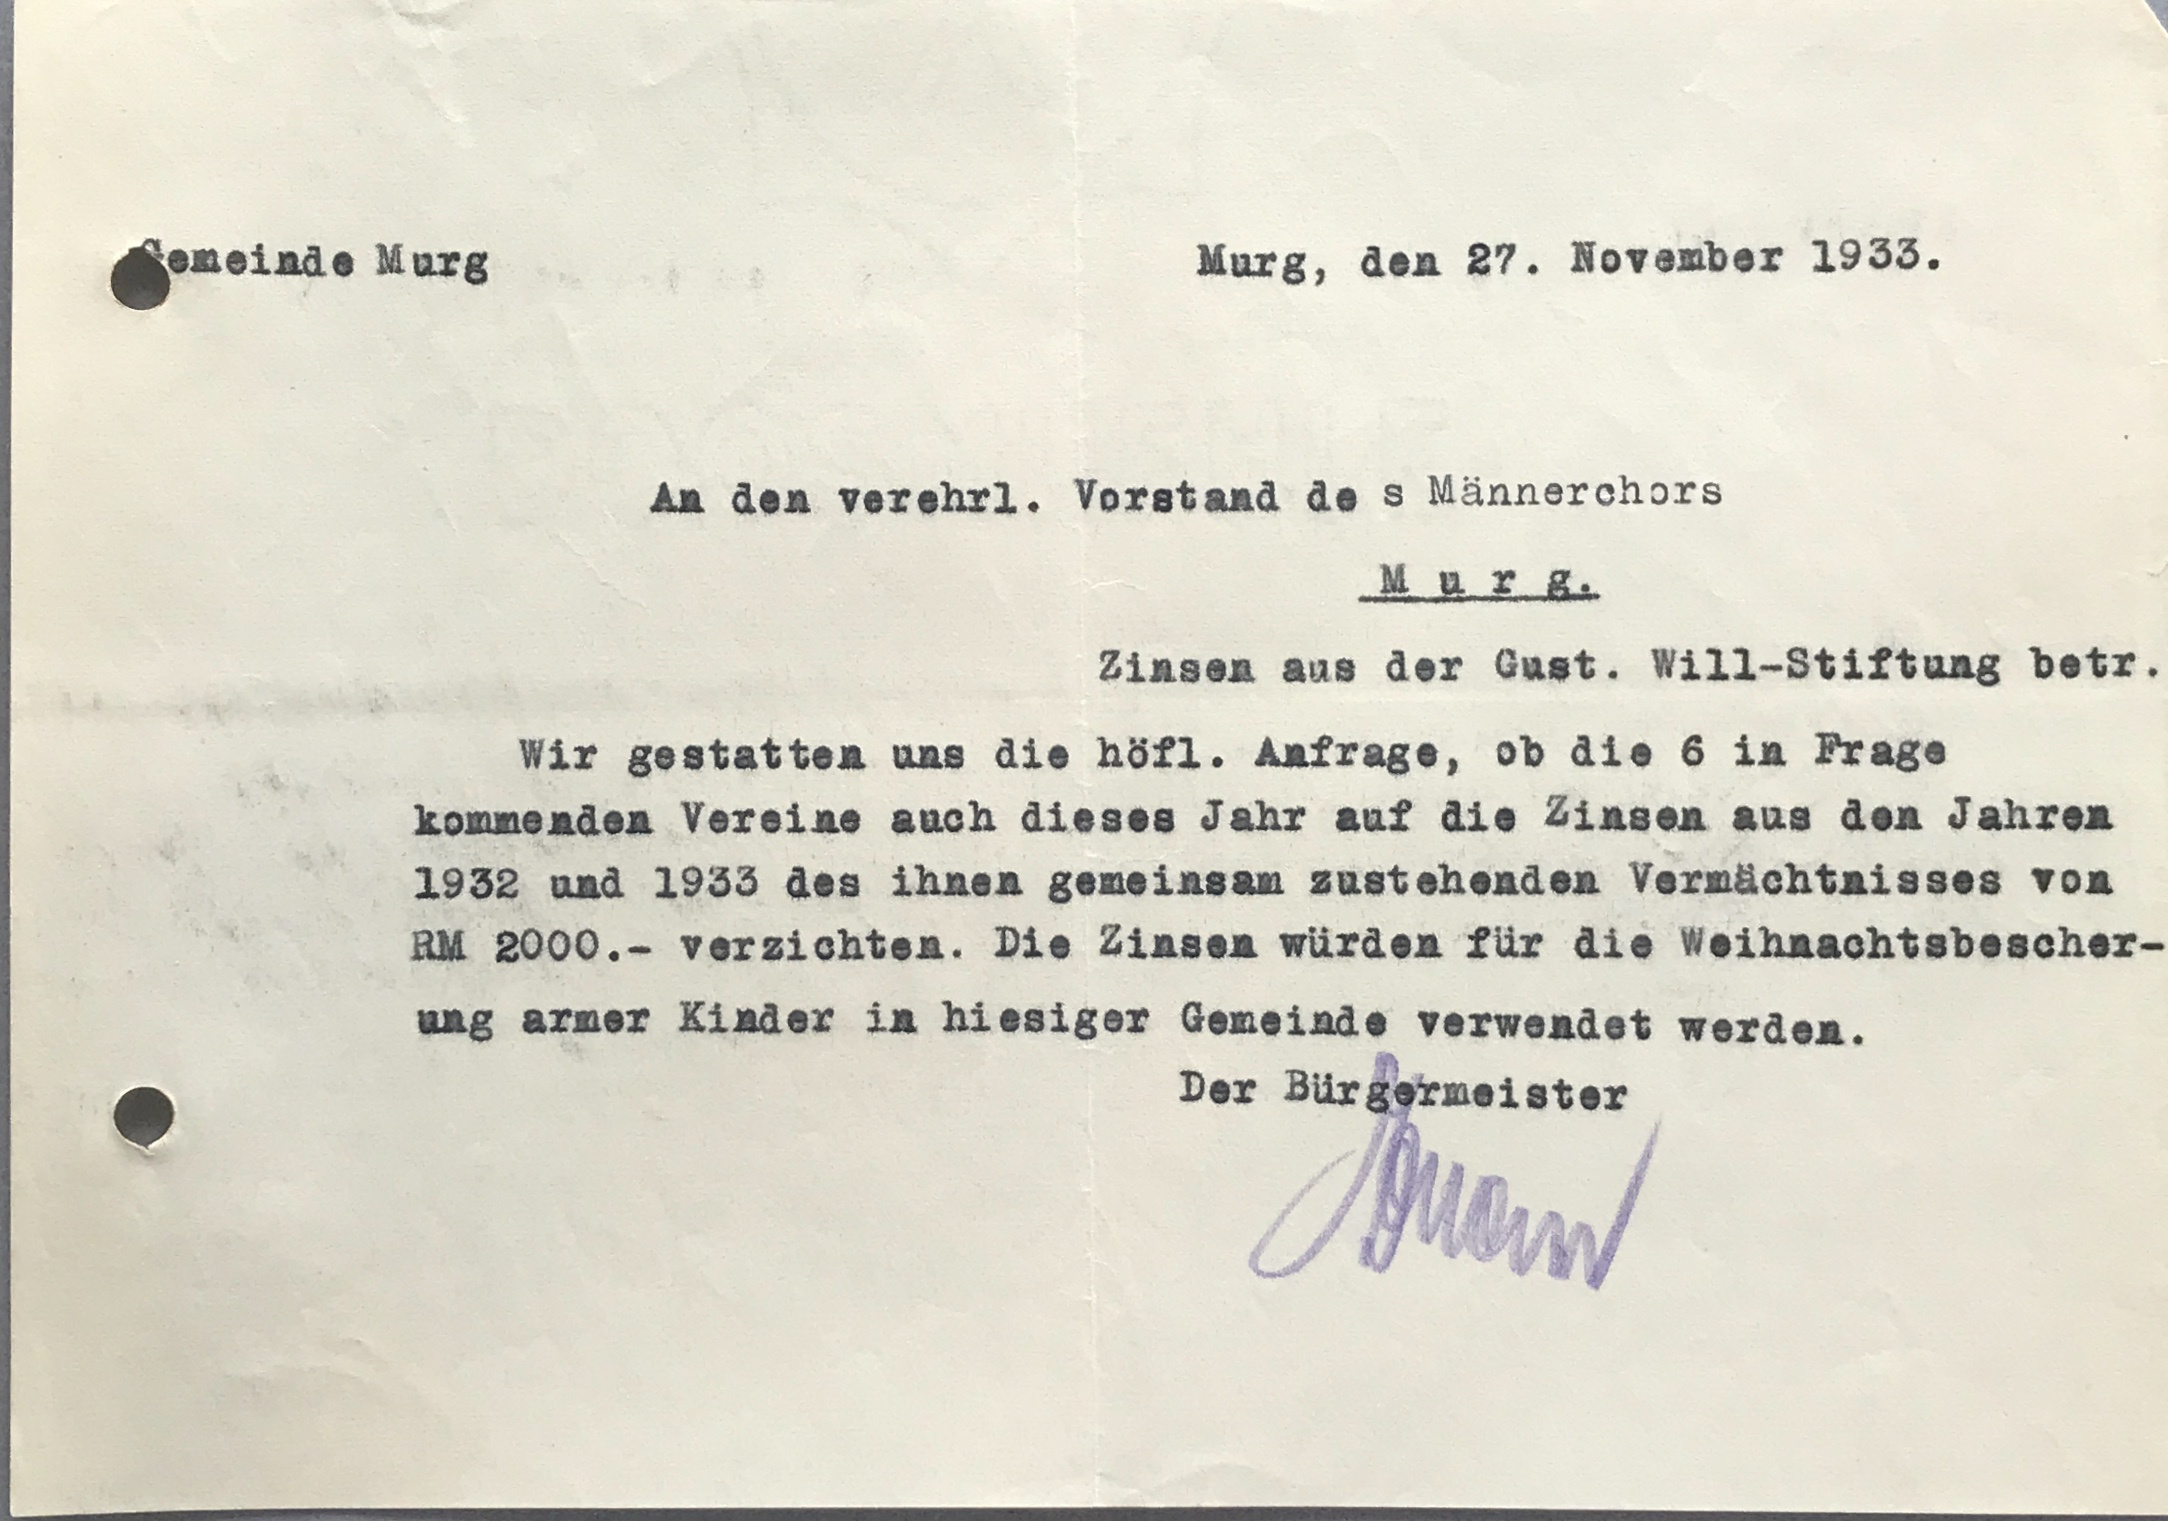 Gemeinde Murg
Murg, den 27. November 1933.
An den verehrl. Vorstand de s Männerchors
M u r g.
Zinsen aus der Gust. Will-Stiftung betr.
Wir gestatten uns die höfl. Anfrage, ob die 6 in Frage
kommenden Vereine auch dieses Jahr auf die Zinsen aus den Jahren
1932 und 1933 des ihnen gemeinsam zustehenden Vermächtnisses von
RM 2000.- verzichten. Die Zinsen würden für die Weihnachtsbescher-
ung armer Kinder in hiesiger Gemeinde verwendet werden.
Der Bürgermeister